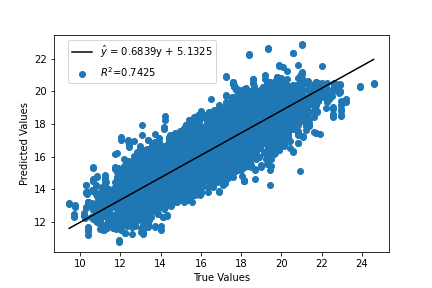 ŷ = 0.6839y + 5.1325
R²=0.7425
22
20
18
16
14
12
Predicted Values
10 12 14 16 18 20 22 24
True Values